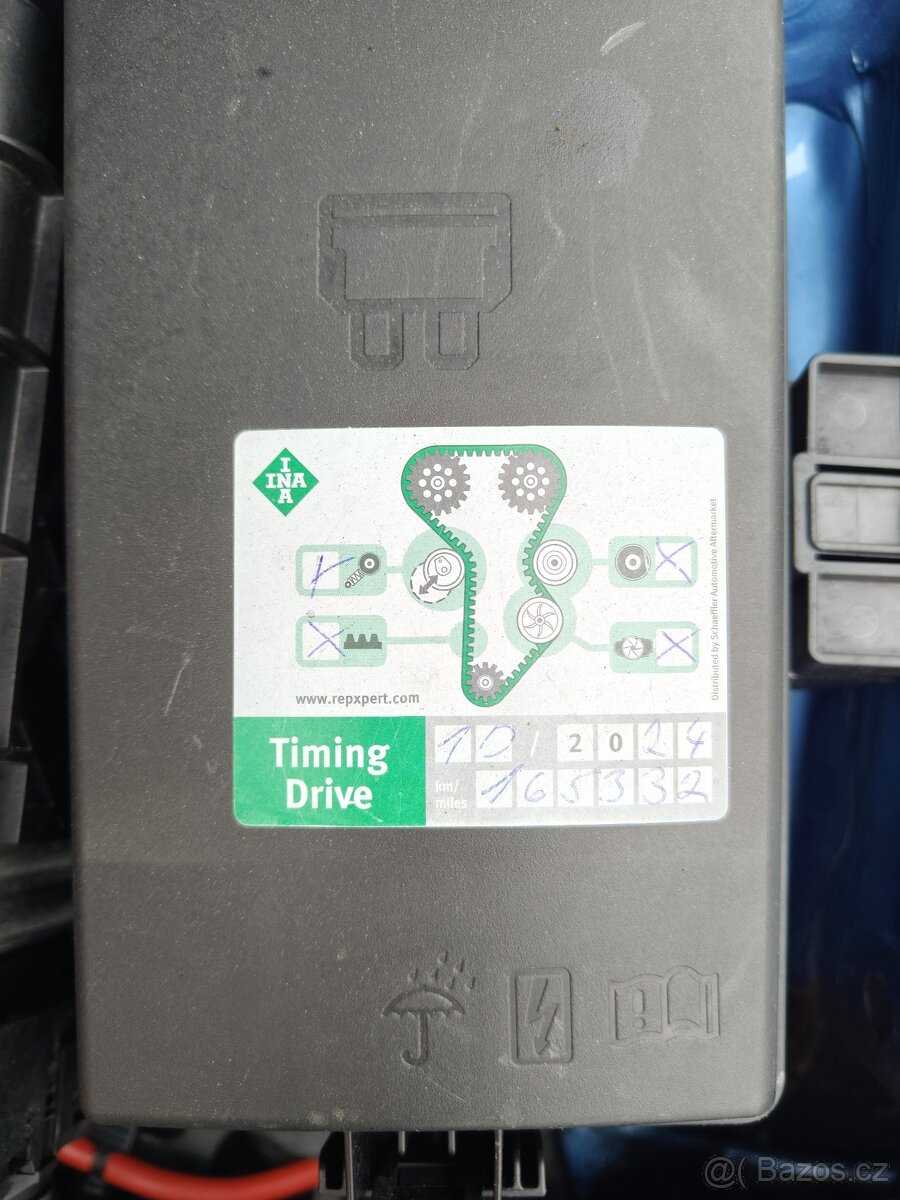 I
INA
A
Distributed by Schaeffler Automotive Aftermarket
www.repxpert.com
Timing
Drive
10 / 2024
km/
miles
165332
@( Bazos.cz